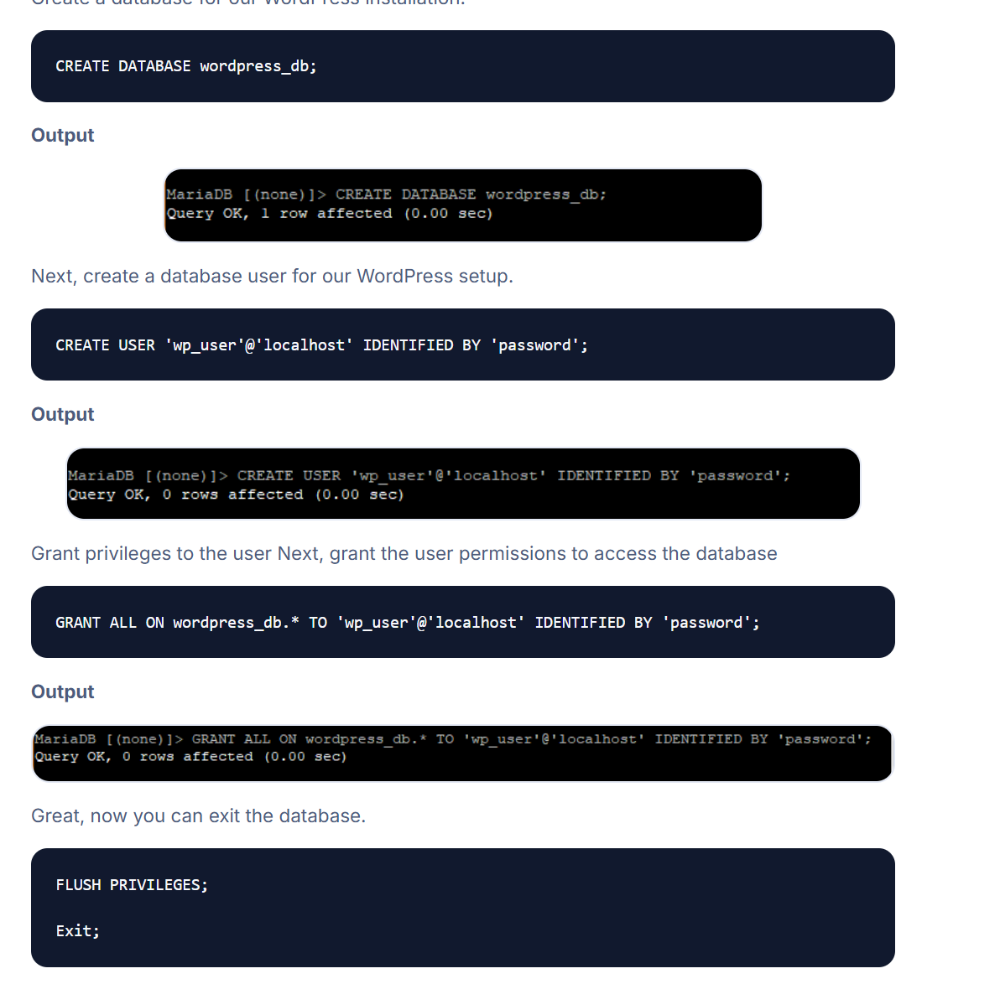 Create a database for our WordPress installation.
CREATE DATABASE wordpress_db;
Output
MariaDB [(none)]> CREATE DATABASE wordpress_db;
Query OK, 1 row affected (0.00 sec)
Next, create a database user for our WordPress setup.
CREATE USER 'wp_user'@'localhost' IDENTIFIED BY 'password';
Output
MariaDB [(none)]> CREATE USER 'wp_user'@'localhost' IDENTIFIED BY 'password';
Query OK, 0 rows affected (0.00 sec)
Grant privileges to the user Next, grant the user permissions to access the database
GRANT ALL ON wordpress_db.* TO 'wp_user'@'localhost' IDENTIFIED BY 'password';
Output
MariaDB [(none)]> GRANT ALL ON wordpress_db.* TO 'wp_user'@'localhost' IDENTIFIED BY 'password';
Query OK, 0 rows affected (0.00 sec)
Great, now you can exit the database.
FLUSH PRIVILEGES;
Exit;